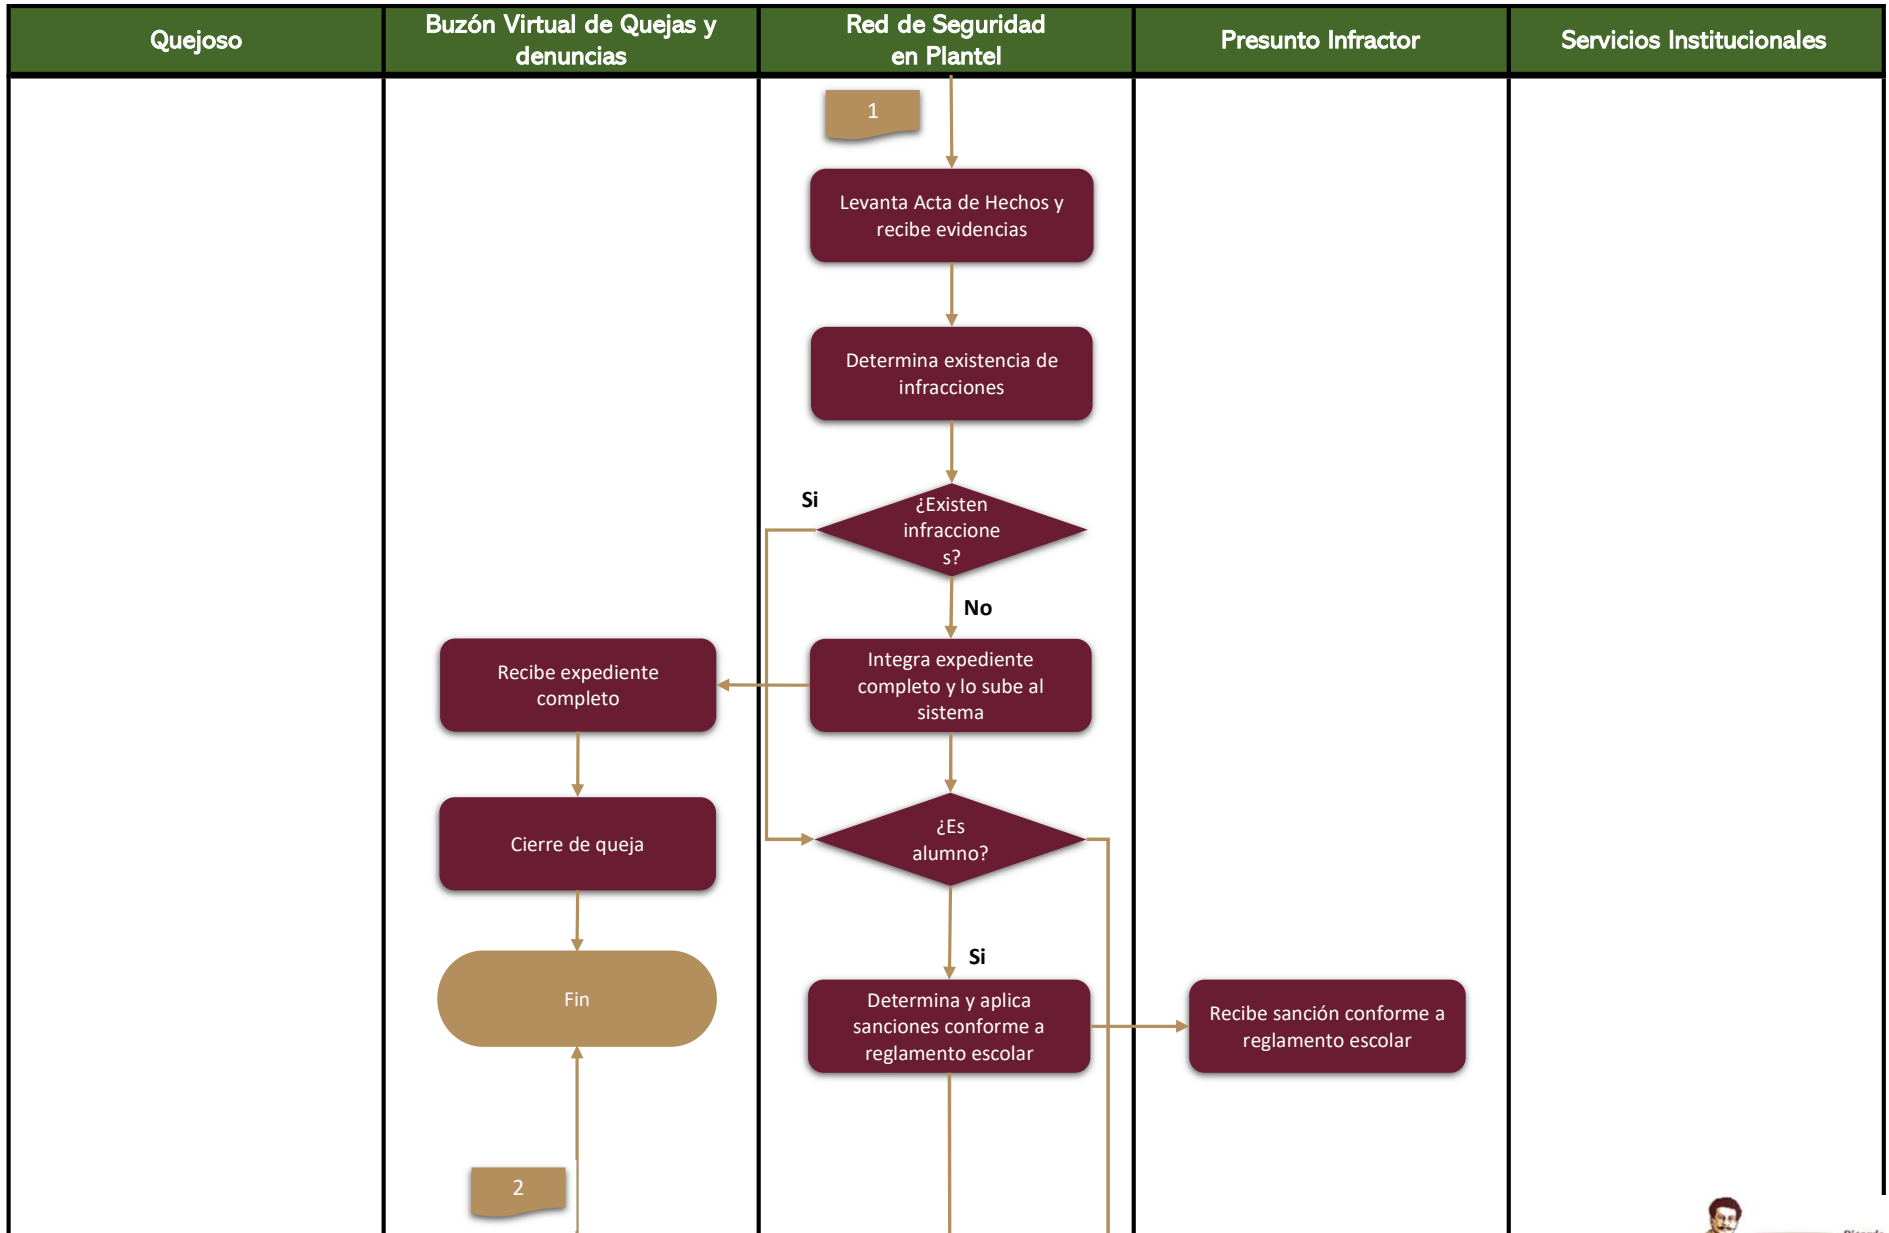 Quejoso
Buzón Virtual de Quejas y
denuncias
Red de Seguridad
en Plantel
Presunto Infractor
Servicios Institucionales
1
Levanta Acta de Hechos y
recibe evidencias
Determina existencia de
infracciones
Si
¿Existen
infraccione
s?
No
Recibe expediente
completo
Integra expediente
completo y lo sube al
sistema
Cierre de queja
¿Es
alumno?
Si
Fin
Determina y aplica
sanciones conforme a
reglamento escolar
Recibe sanción conforme a
reglamento escolar
2